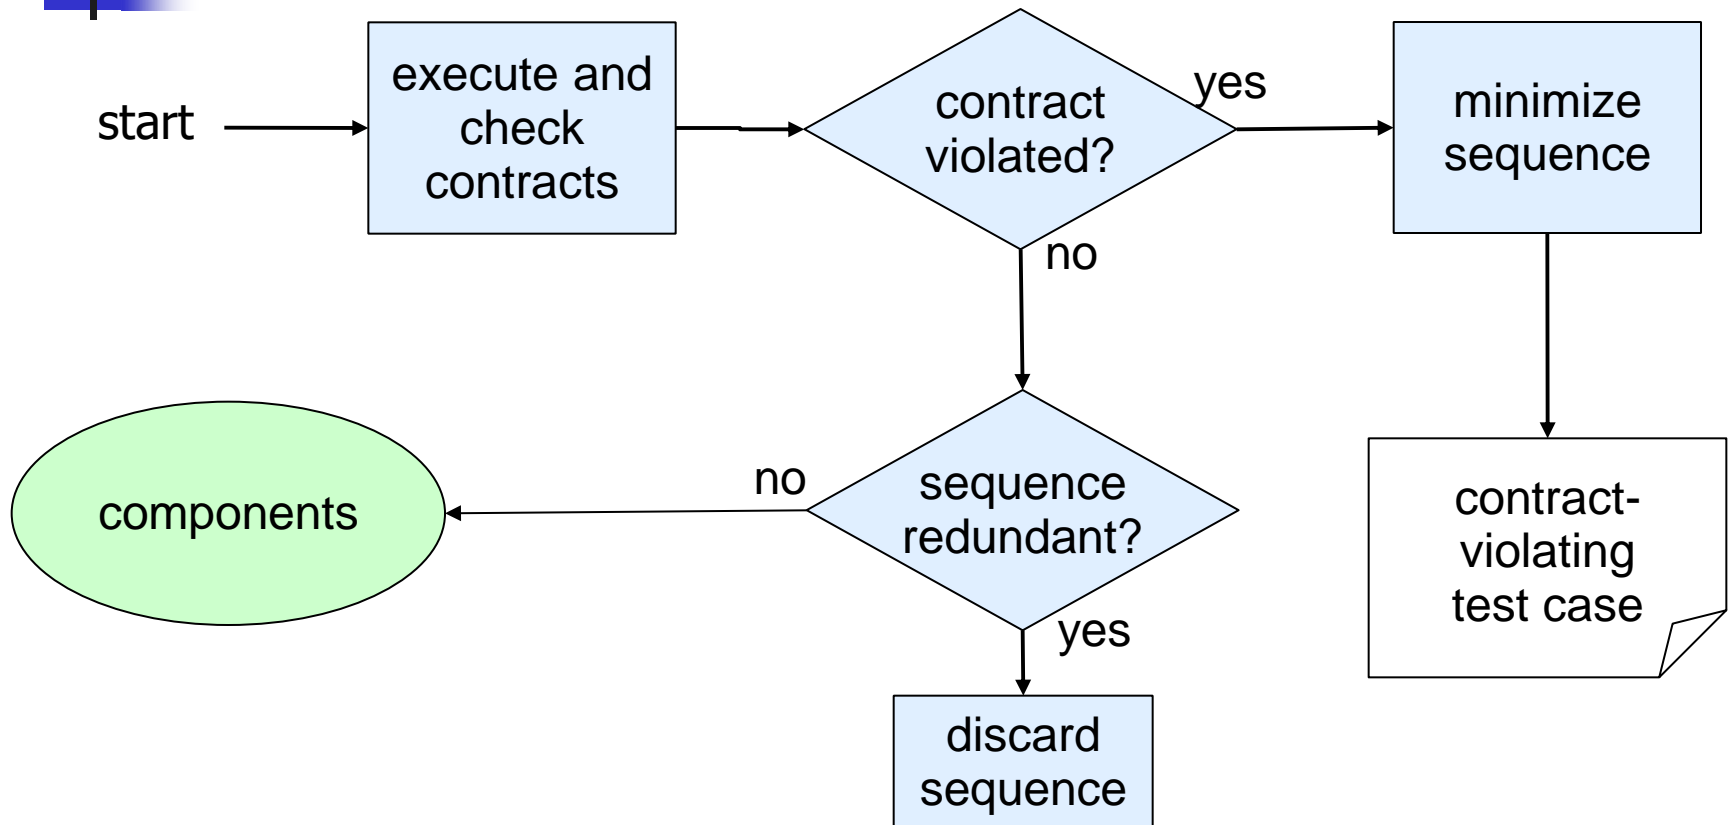 start
execute and
check
contracts
contract
violated?
yes
minimize
sequence
no
components
no
sequence
redundant?
contract-
violating
test case
yes
discard
sequence